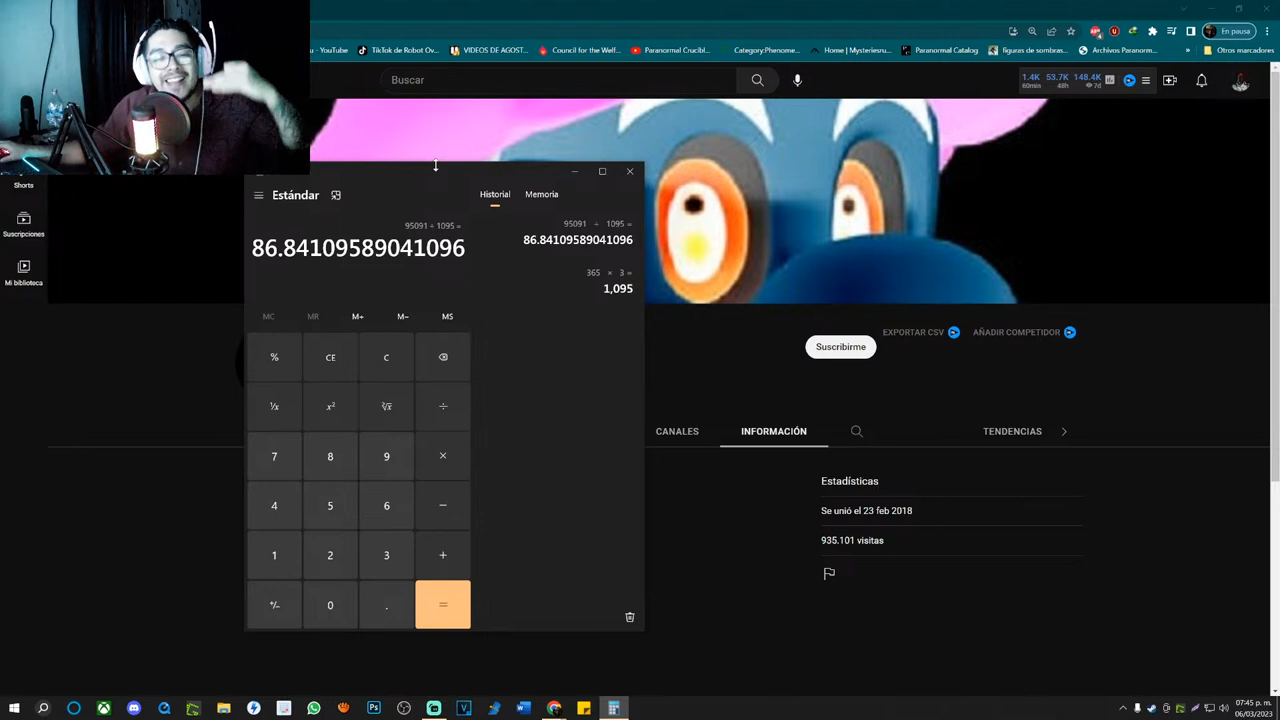 En pausa
u - YouTube
TikTok de Robot Ov...
VIDEOS DE AGOST...
Council for the Welf...
Paranormal Crucibl...
Category:Phenome...
Home | Mysteriesru...
Paranormal Catalog
figuras de sombras...
Archivos Paranorm...
»
Otros marcadores
Buscar
1.4K 53.7K 148.4K
60min 48h 7d
Shorts
Suscripciones
Mi biblioteca
Estándar
Historial Memoria
95091 ÷ 1095 =
86.84109589041096
95091 ÷ 1095 =
86.84109589041096
365 × 3 =
1,095
MC MR M+ M- MS
% CE C
¹/x x² ²√x ÷
7 8 9 ×
4 5 6 −
1 2 3 +
+/- 0 . =
Suscribirme
EXPORTAR CSV
AÑADIR COMPETIDOR
CANALES INFORMACIÓN TENDENCIAS
Estadísticas
Se unió el 23 feb 2018
935.101 visitas
07:45 p. m.
06/03/2023